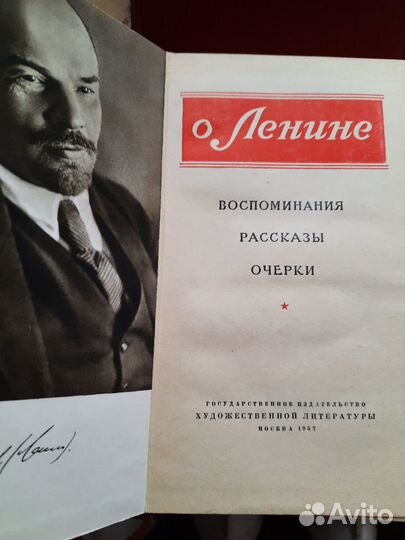 о Ленине
ВОСПОМИНАНИЯ
РАССКАЗЫ
ОЧЕРКИ
ГОСУДАРСТВЕННОЕ ИЗДАТЕЛЬСТВО
ХУДОЖЕСТВЕННОЙ ЛИТЕРАТУРЫ
МОСКВА 1957
Avito